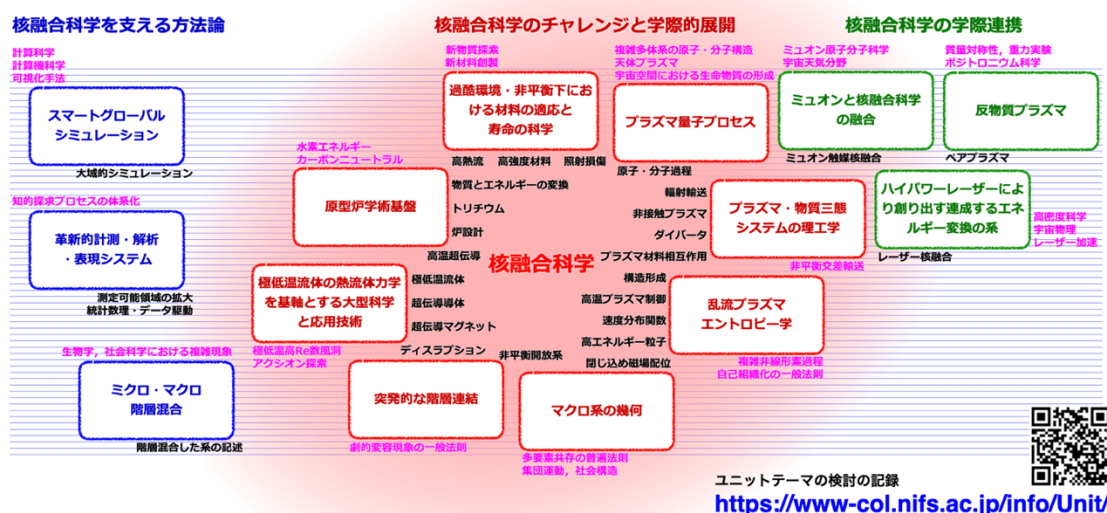 核融合科学を支える方法論
計算科学
計算機科学
可視化手法
スマートグローバル
シミュレーション
大域的シミュレーション
知的探求プロセスの体系化
革新的計測・解析
・表現システム
測定可能領域の拡大
統計数理・データ駆動
生物学，社会科学における複雑現象
ミクロ・マクロ
階層混合
階層混合した系の記述
核融合科学のチャレンジと学際的展開
新物質探索
新材料創製
過酷環境・非平衡下にお
ける材料の適応と
寿命の科学
高熱流 高強度材料 照射損傷
複雑多体系の原子・分子構造
天体プラズマ
宇宙空間における生命物質の形成
プラズマ量子プロセス
原子・分子過程
水素エネルギー
カーボンニュートラル
原型炉学術基盤
物質とエネルギーの変換
トリチウム
炉設計
高温超伝導
輻射輸送
非接触プラズマ
ダイバータ
プラズマ材料相互作用
プラズマ・物質三態
システムの理工学
非平衡交差輸送
核融合科学
極低温流体の熱流体力学
を基軸とする大型科学
と応用技術
極低温高Re数風洞
アクシオン探索
極低温流体
超伝導導体
超伝導マグネット
ディスラプション
非平衡開放系
構造形成
高温プラズマ制御
速度分布関数
高エネルギー粒子
閉じ込め磁場配位
乱流プラズマ
エントロピー学
複雑非線形素過程
自己組織化の一般法則
突発的な階層連結
劇的変容現象の一般法則
マクロ系の幾何
多要素共存の普遍法則
集団運動，社会構造
核融合科学の学際連携
ミュオン原子分子科学
宇宙天気分野
ミュオンと核融合科学
の融合
ミュオン触媒核融合
質量対称性，重力実験
ポジトロニウム科学
反物質プラズマ
ペアプラズマ
ハイパワーレーザーによ
り創り出す連成するエネ
ルギー変換の系
レーザー核融合
高密度科学
宇宙物理
レーザー加速
ユニットテーマの検討の記録
https://www-col.nifs.ac.jp/info/Unit/